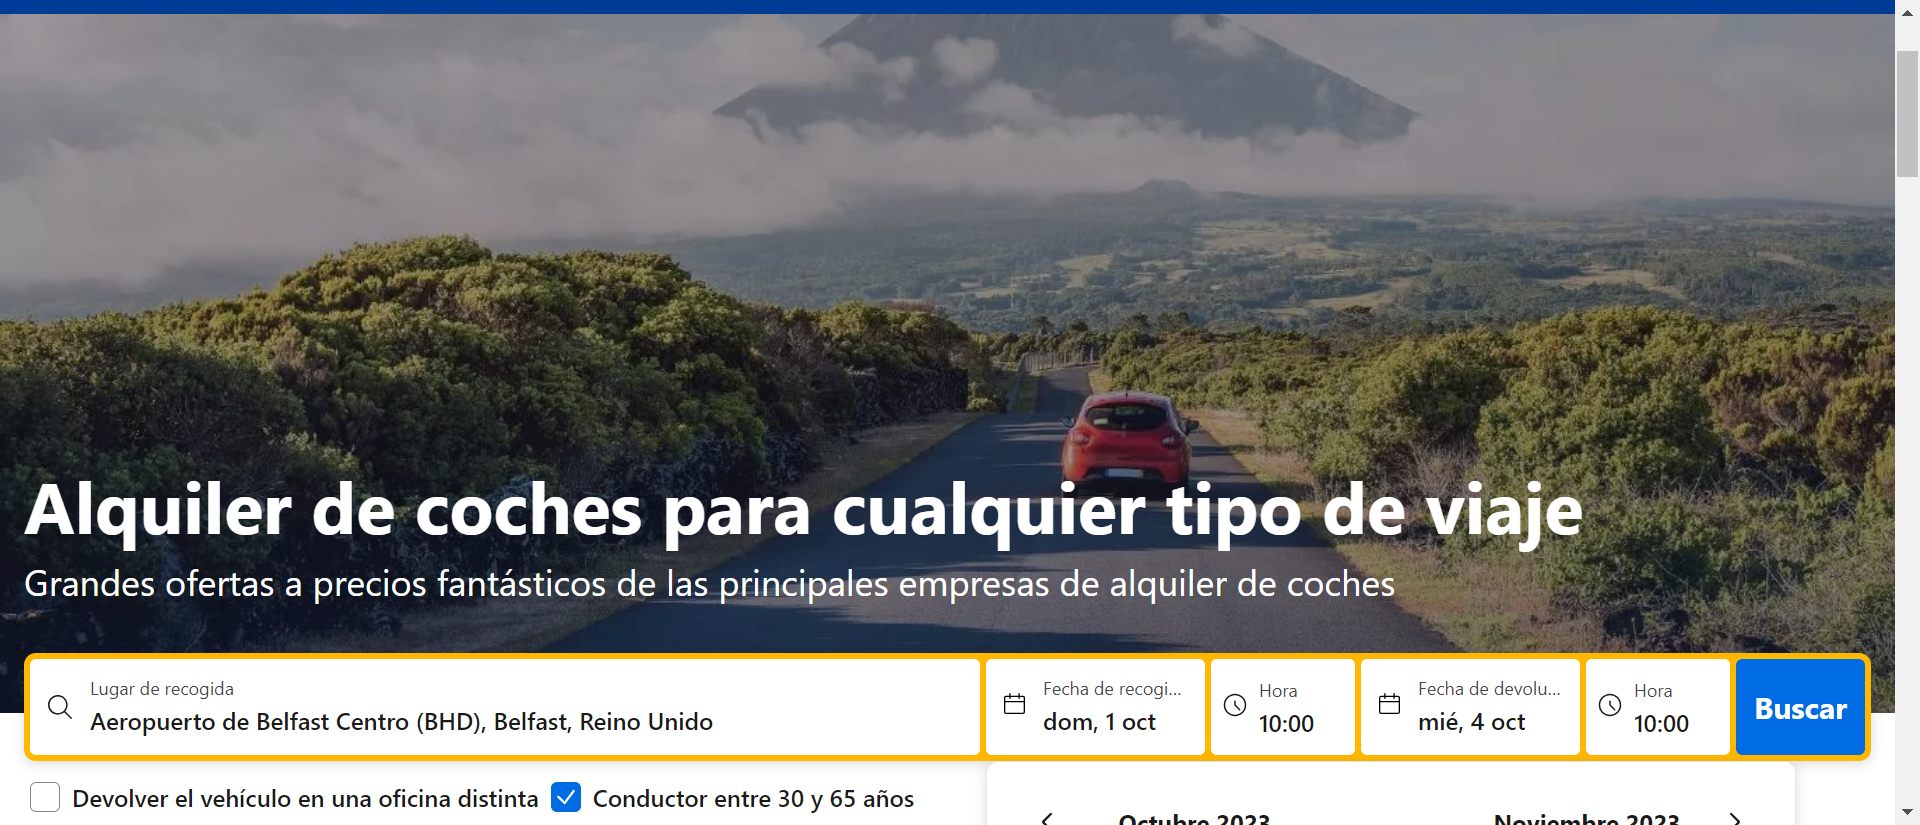 Alquiler de coches para cualquier tipo de viaje
Grandes ofertas a precios fantásticos de las principales empresas de alquiler de coches
Lugar de recogida
Aeropuerto de Belfast Centro (BHD), Belfast, Reino Unido
Fecha de recogi...
dom, 1 oct
Hora
10:00
Fecha de devolu...
mié, 4 oct
Hora
10:00
Buscar
Devolver el vehículo en una oficina distinta
Conductor entre 30 y 65 años
Octubre 2023
Noviembre 2023